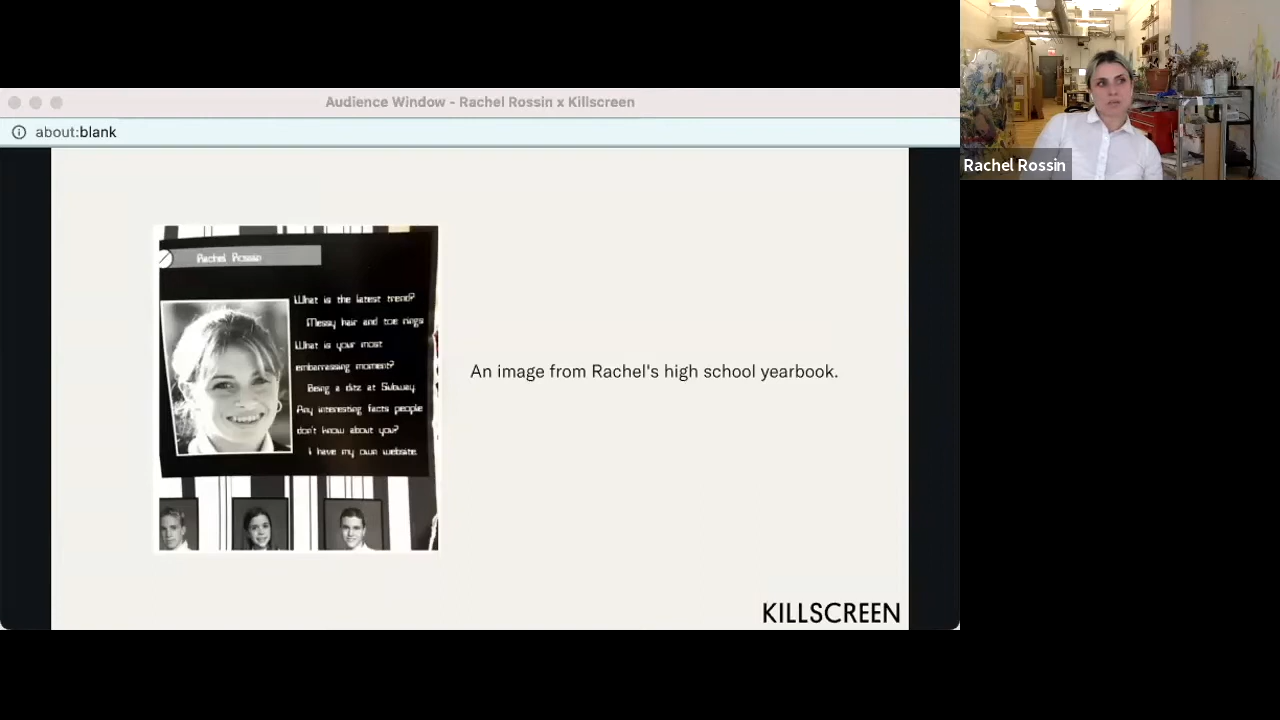 Audience Window - Rachel Rossin x Killscreen
about:blank
Rachel Rossin
Rachel Rossin
What is the latest trend?
Messy hair and toe rings
What is your most
embarrassing moment?
Being a ditz at Subway.
Any interesting facts people
don't know about you?
I have my own website.
An image from Rachel's high school yearbook.
KILLSCREEN